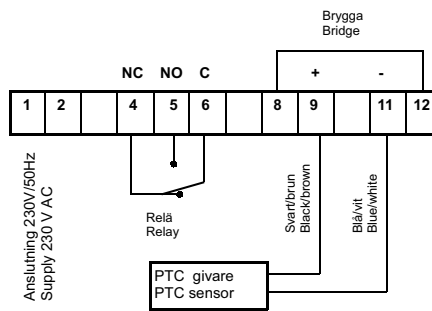 Brygga
Bridge
NC NO C + -
1 2 4 5 6 8 9 11 12
Anslutning 230V/50Hz
Supply 230 V AC
Relä
Relay
Svart/brun
Black/brown
Blå/vit
Blue/white
PTC givare
PTC sensor